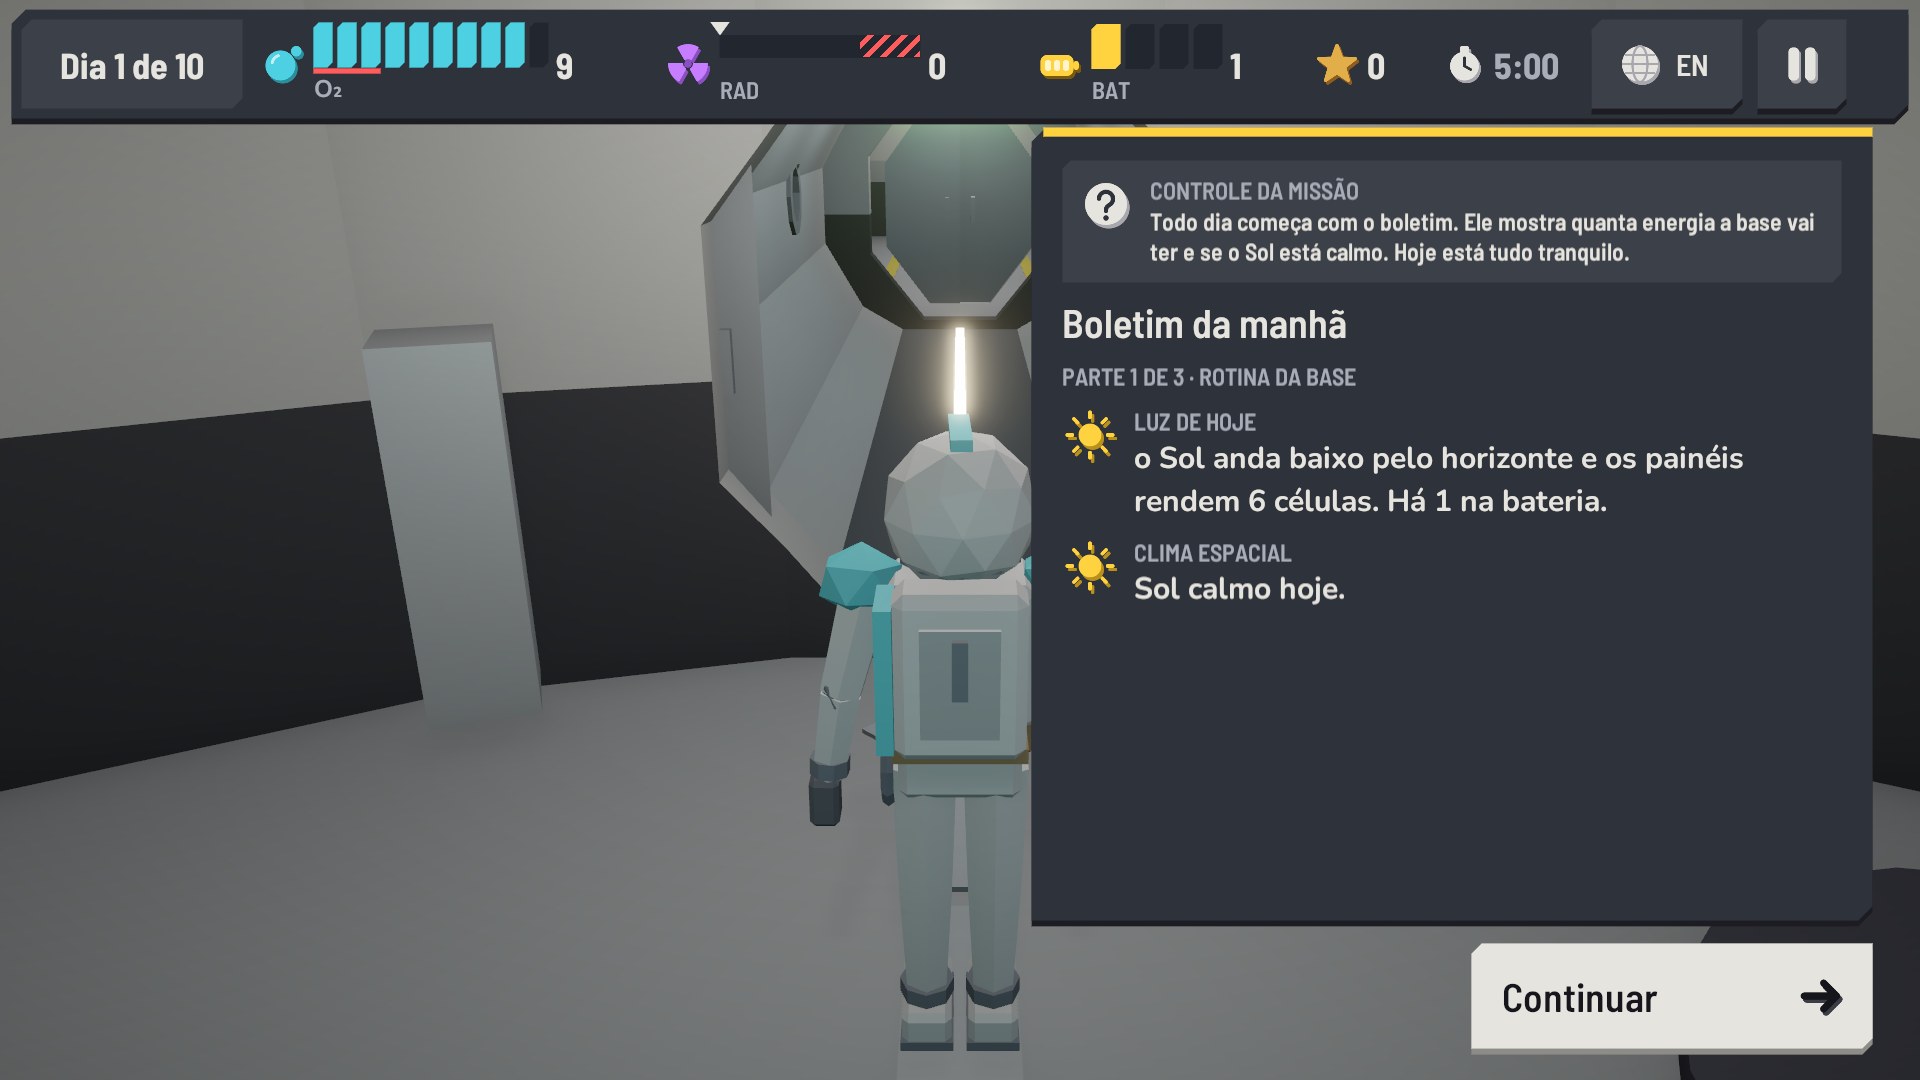 Dia 1 de 10
O₂
9
RAD
0
BAT
1
0
5:00
EN
CONTROLE DA MISSÃO
Todo dia começa com o boletim. Ele mostra quanta energia a base vai
ter e se o Sol está calmo. Hoje está tudo tranquilo.
Boletim da manhã
PARTE 1 DE 3 · ROTINA DA BASE
LUZ DE HOJE
o Sol anda baixo pelo horizonte e os painéis
rendem 6 células. Há 1 na bateria.
CLIMA ESPACIAL
Sol calmo hoje.
Continuar